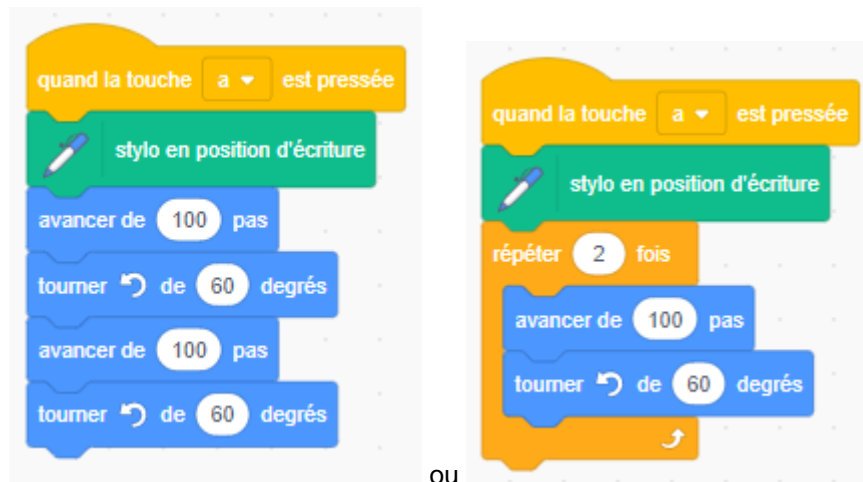 quand la touche a est pressée
stylo en position d'écriture
avancer de 100 pas
tourner de 60 degrés
avancer de 100 pas
tourner de 60 degrés
ou
quand la touche a est pressée
stylo en position d'écriture
répéter 2 fois
avancer de 100 pas
tourner de 60 degrés